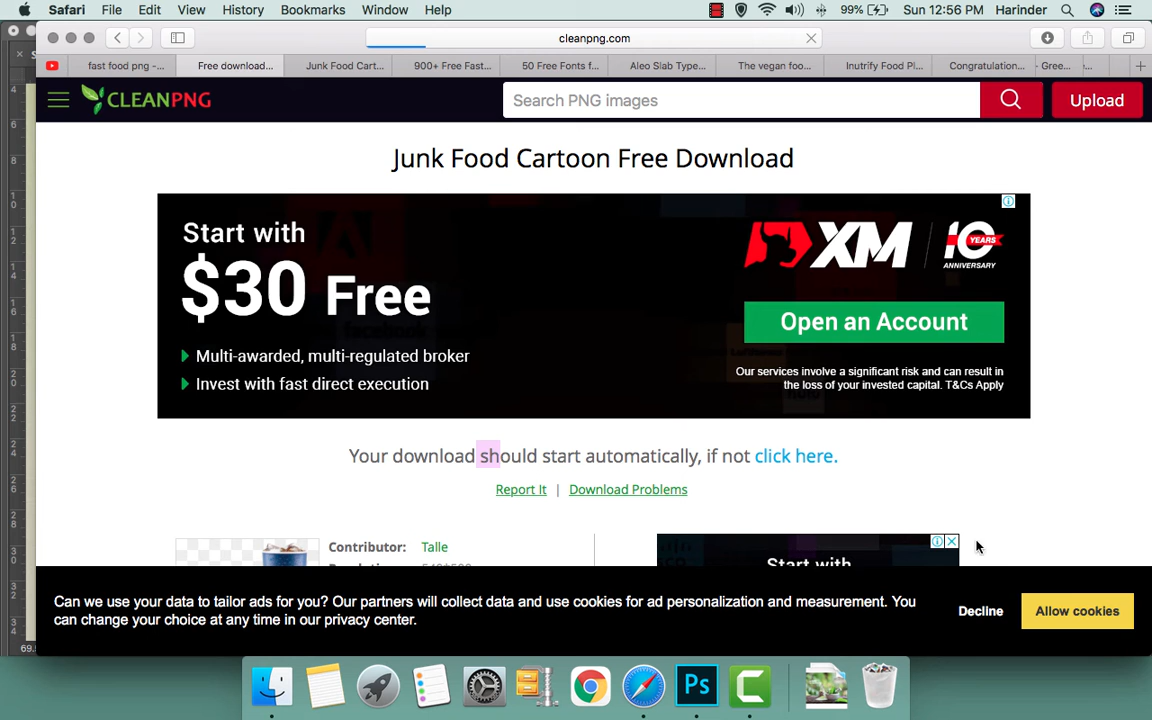 Safari File Edit View History Bookmarks Window Help 99% Sun 12:56 PM Harinder
cleanpng.com
fast food png -... Free download... Junk Food Cart... 900+ Free Fast... 50 Free Fonts f... Aleo Slab Type... The vegan foo... Inutrify Food Pl... Congratulation... - Gree...
CLEANPNG Search PNG images Upload
Junk Food Cartoon Free Download
Start with
$30 Free
Multi-awarded, multi-regulated broker
Invest with fast direct execution
XM 10 YEARS ANNIVERSARY
Open an Account
Our services involve a significant risk and can result in
the loss of your invested capital. T&Cs Apply
Your download should start automatically, if not click here.
Report It | Download Problems
Contributor: Talle
Start with
Can we use your data to tailor ads for you? Our partners will collect data and use cookies for ad personalization and measurement. You
can change your choice at any time in our privacy center.
Decline Allow cookies
Ps